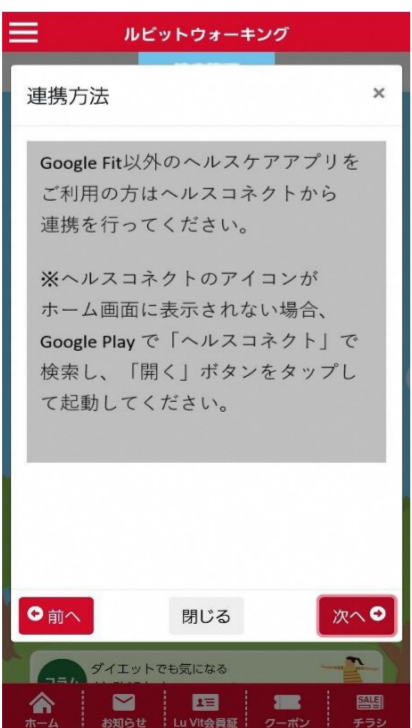 ルビットウォーキング
連携方法
×
Google Fit以外のヘルスケアアプリを
ご利用の方はヘルスコネクトから
連携を行ってください。
※ヘルスコネクトのアイコンが
ホーム画面に表示されない場合、
Google Play で「ヘルスコネクト」で
検索し、「開く」ボタンをタップし
て起動してください。
前へ
閉じる
次へ
コラム
ダイエットでも気になる
SALE
ホーム
お知らせ
Lu Vit会員証
クーポン
チラシ